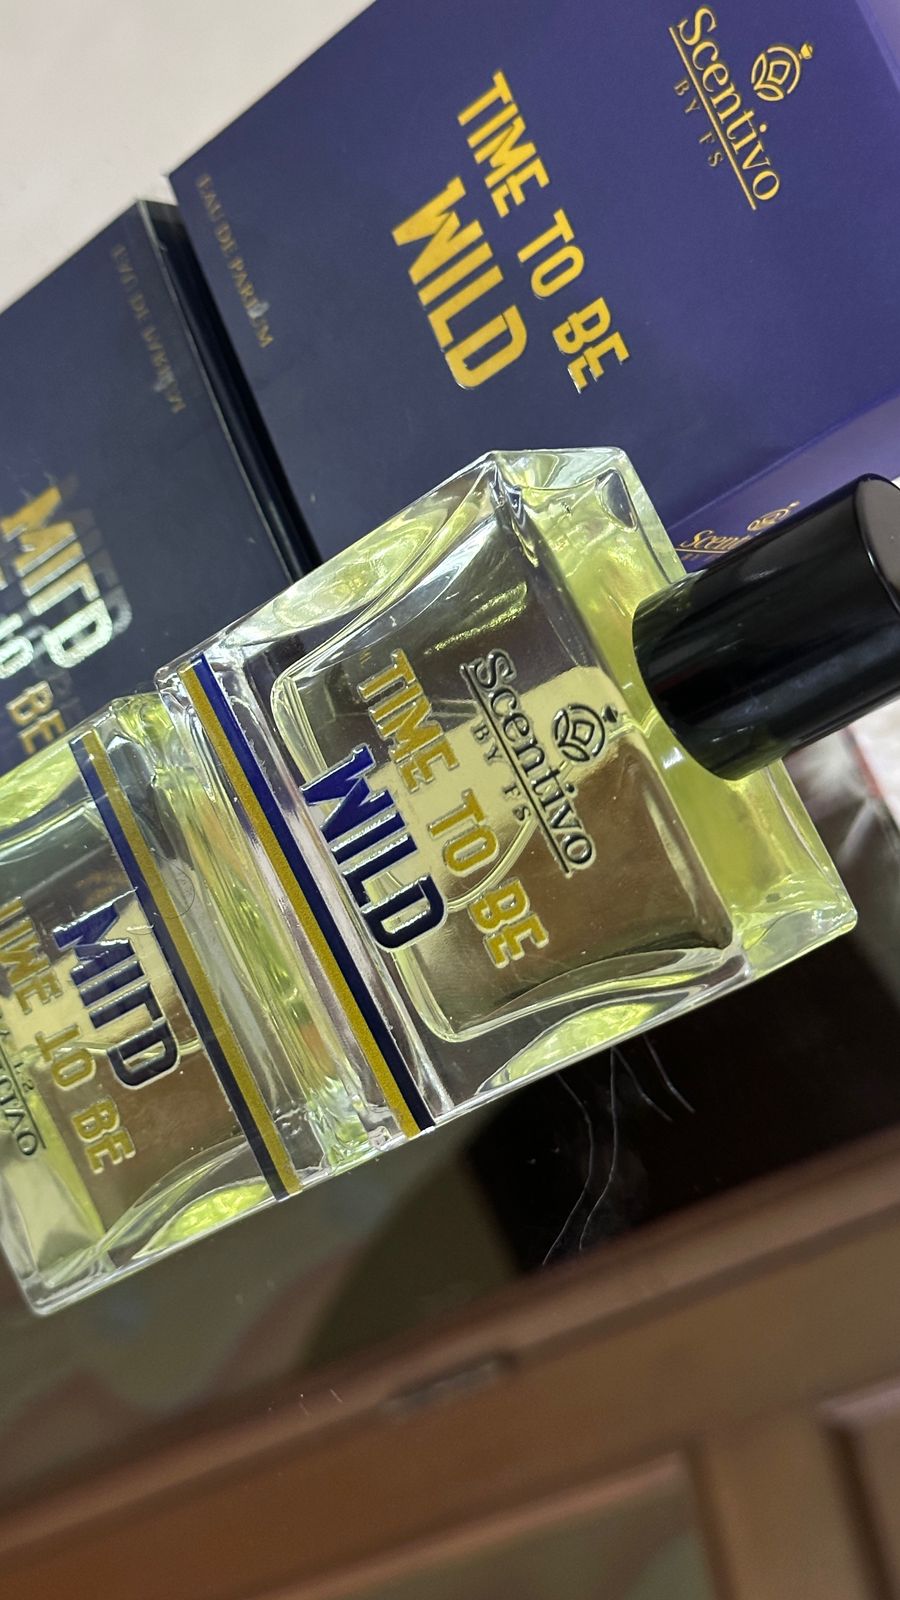 Scentivo
BY FS
TIME TO BE
WILD
EAU DE PARFUM
Scentivo
BY FS
TIME TO BE
WILD